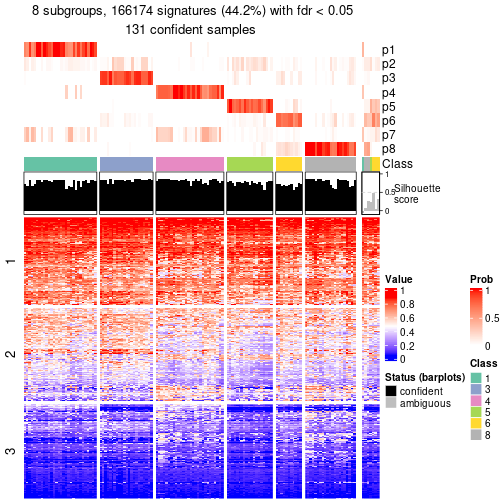 8 subgroups, 166174 signatures (44.2%) with fdr < 0.05
131 confident samples
p1
p2
p3
p4
p5
p6
p7
p8
Class
1
0.5
0
Silhouette
score
1
2
3
Value
1
0.8
0.6
0.4
0.2
0
Prob
1
0.5
0
Status (barplots)
confident
ambiguous
Class
1
3
4
5
6
8